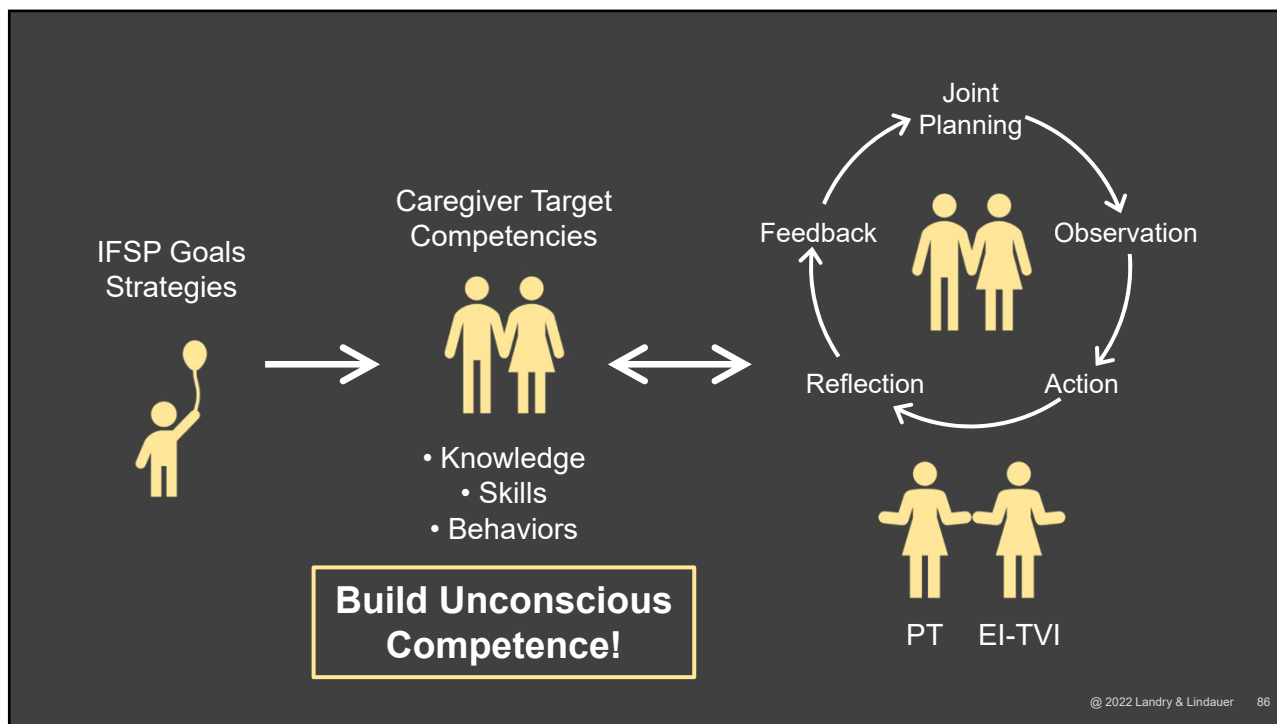 IFSP Goals
Strategies
Caregiver Target
Competencies
• Knowledge
• Skills
• Behaviors
Build Unconscious
Competence!
Joint
Planning
Observation
Action
Reflection
Feedback
PT
EI-TVI
@ 2022 Landry & Lindauer
86